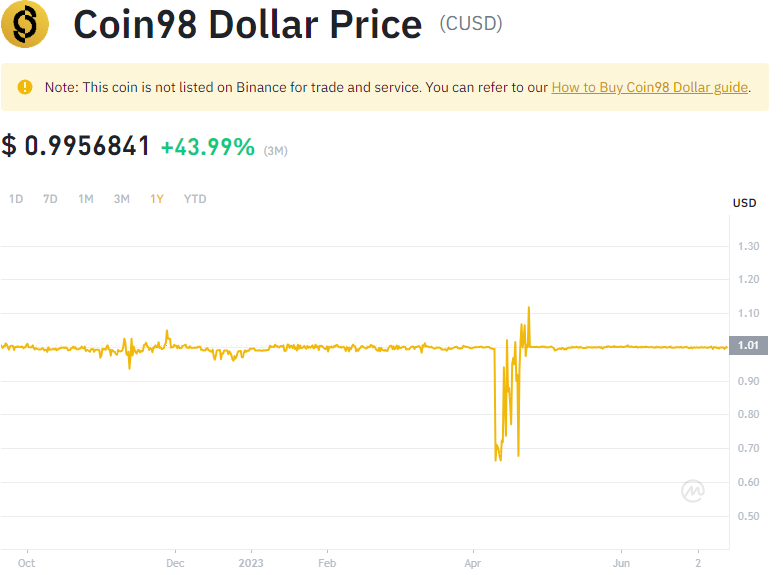 Coin98 Dollar Price (CUSD)
Note: This coin is not listed on Binance for trade and service. You can refer to our How to Buy Coin98 Dollar guide.
$ 0.9956841 +43.99% (3M)
1D 7D 1M 3M 1Y YTD
USD
1.30
1.20
1.10
1.01
0.90
0.80
0.70
0.60
0.50
Oct Dec 2023 Feb Apr Jun 2